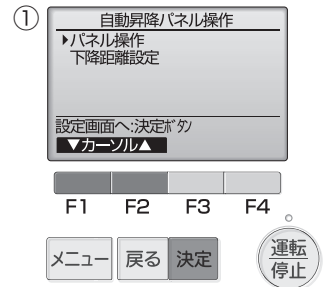 ①
自動昇降パネル操作
▶パネル操作
下降距離設定
設定画面へ:決定ボタン
▼カーソル▲
F1 F2 F3 F4
メニュー 戻る 決定 運転
停止